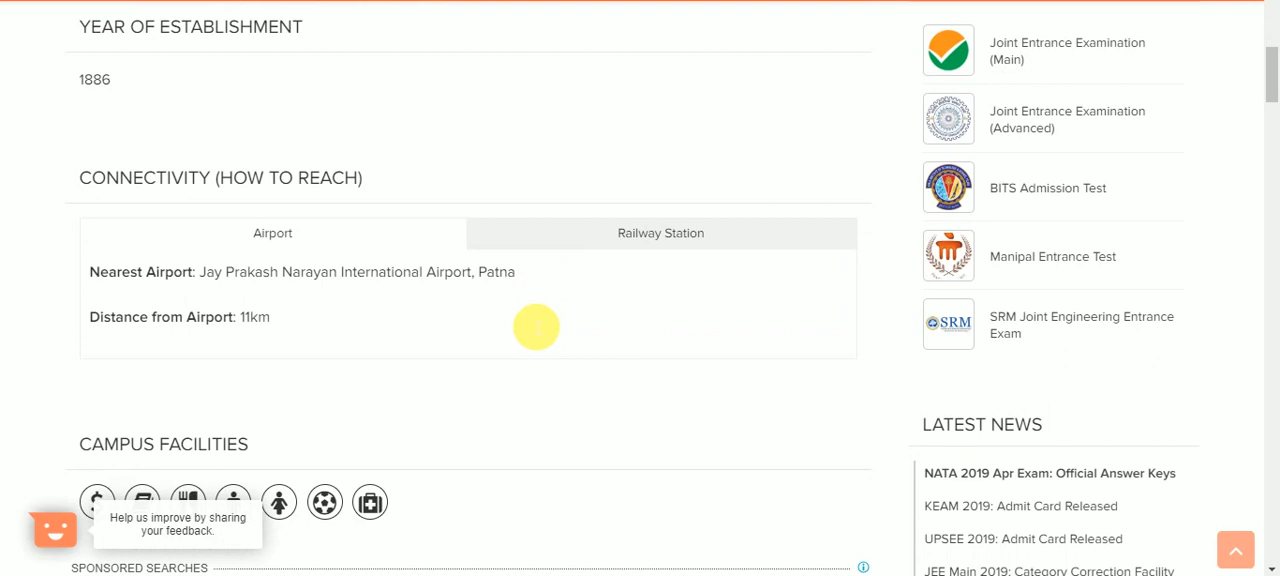 YEAR OF ESTABLISHMENT
1886
CONNECTIVITY (HOW TO REACH)
Airport
Railway Station
Nearest Airport: Jay Prakash Narayan International Airport, Patna
Distance from Airport: 11km
CAMPUS FACILITIES
Help us improve by sharing
your feedback.
SPONSORED SEARCHES
Joint Entrance Examination
(Main)
Joint Entrance Examination
(Advanced)
BITS Admission Test
Manipal Entrance Test
SRM
SRM Joint Engineering Entrance
Exam
LATEST NEWS
NATA 2019 Apr Exam: Official Answer Keys
KEAM 2019: Admit Card Released
UPSEE 2019: Admit Card Released
JEE Main 2019: Category Correction Facility